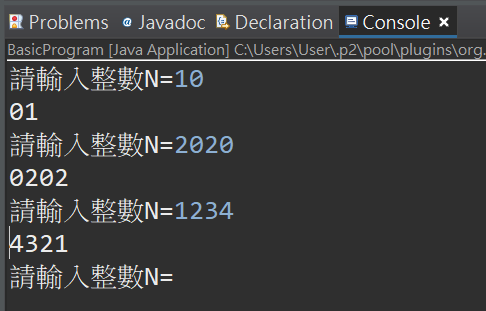 Problems Javadoc Declaration Console
BasicProgram [Java Application] C:\Users\User\.p2\pool\plugins\org.
請輸入整數N=10
01
請輸入整數N=2020
0202
請輸入整數N=1234
4321
請輸入整數N=